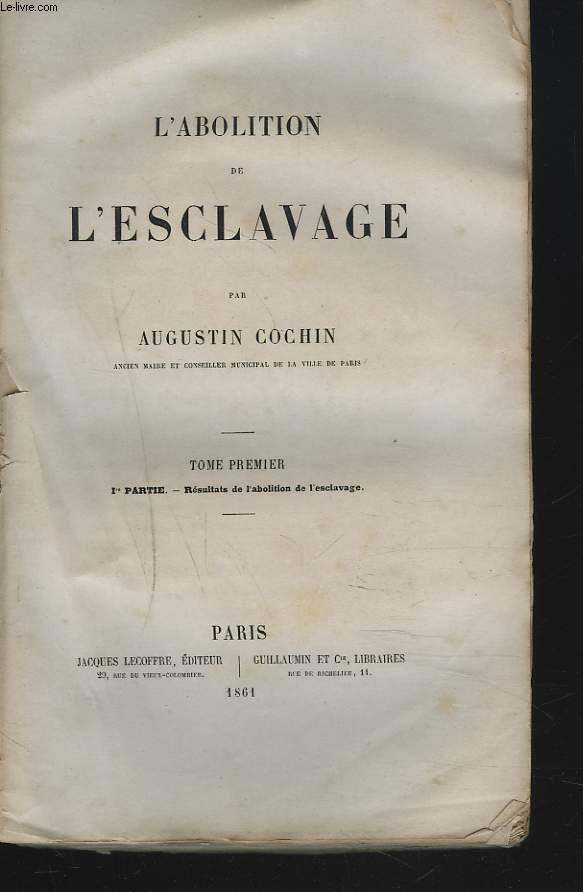 Le-livre.com
L'ABOLITION
DE
L'ESCLAVAGE
PAR
AUGUSTIN COCHIN
ANCIEN MAIRE ET CONSEILLER MUNICIPAL DE LA VILLE DE PARIS
TOME PREMIER
Ire PARTIE. — Résultats de l'abolition de l'esclavage.
PARIS
JACQUES LECOFFRE, ÉDITEUR
29, RUE DU VIEUX-COLOMBIER.
GUILLAUMIN ET Cie, LIBRAIRES
RUE DE RICHELIEU, 14.
1861